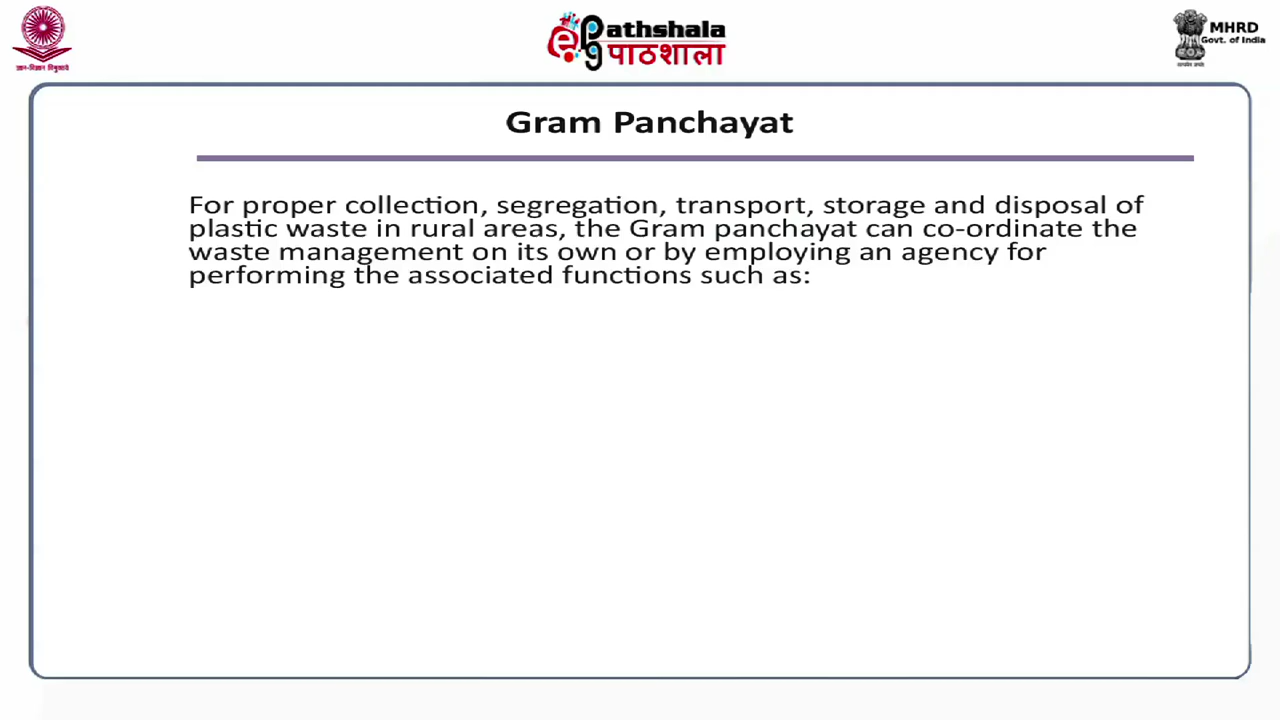 ePG Pathshala
पाठशाला
MHRD
Govt. of India
Gram Panchayat
For proper collection, segregation, transport, storage and disposal of
plastic waste in rural areas, the Gram panchayat can co-ordinate the
waste management on its own or by employing an agency for
performing the associated functions such as: